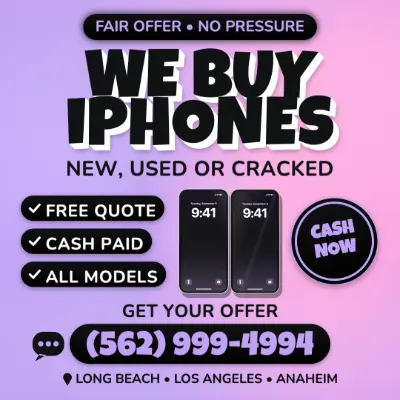 FAIR OFFER • NO PRESSURE
WE BUY
IPHONES
NEW, USED OR CRACKED
FREE QUOTE
CASH PAID
ALL MODELS
9:41
9:41
CASH
NOW
GET YOUR OFFER
(562) 999-4994
LONG BEACH • LOS ANGELES • ANAHEIM